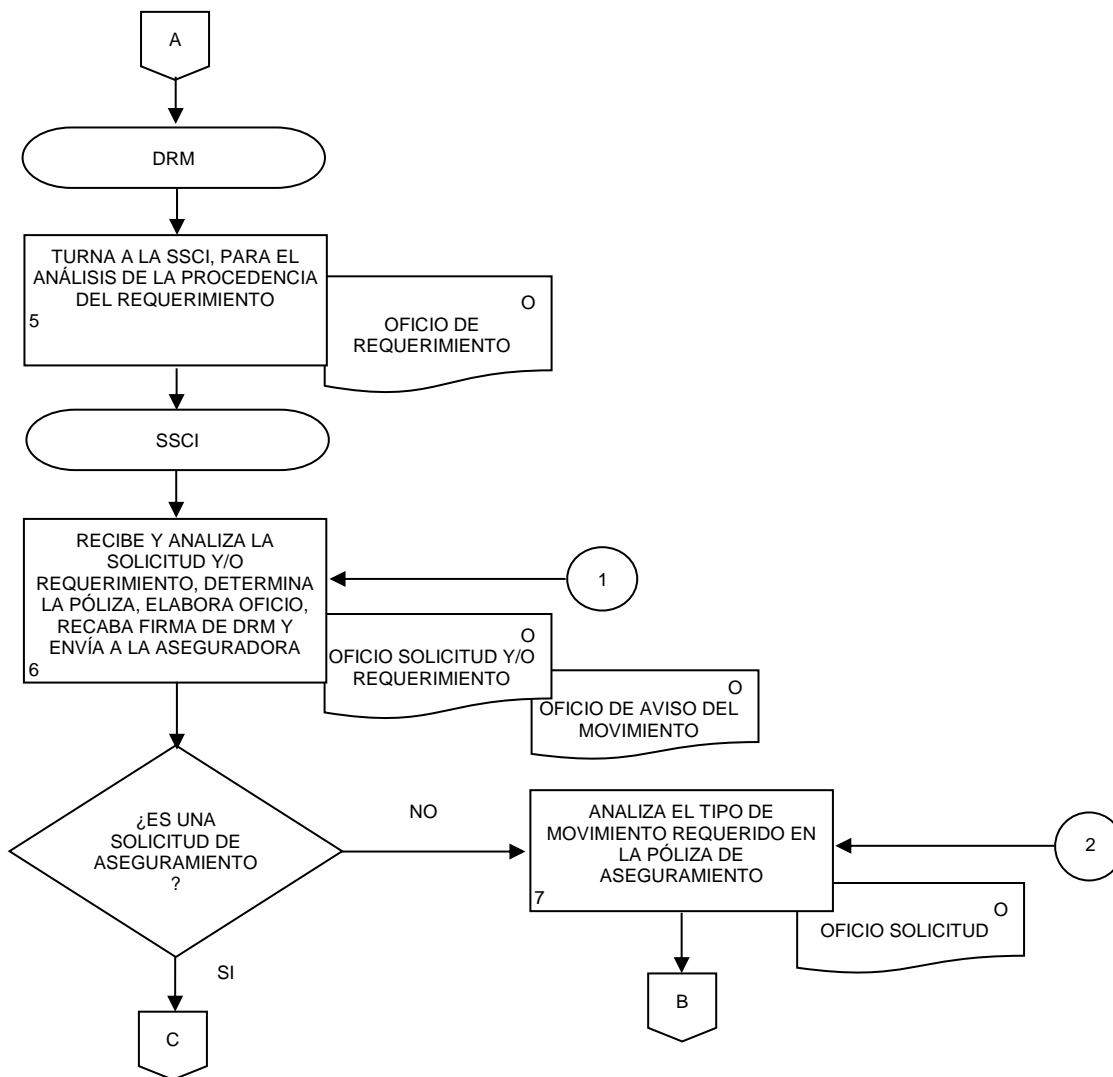 A
DRM
TURNA A LA SSCI, PARA EL
ANÁLISIS DE LA PROCEDENCIA
DEL REQUERIMIENTO
5
O
OFICIO DE
REQUERIMIENTO
SSCI
RECIBE Y ANALIZA LA
SOLICITUD Y/O
REQUERIMIENTO, DETERMINA
LA PÓLIZA, ELABORA OFICIO,
RECABA FIRMA DE DRM Y
ENVÍA A LA ASEGURADORA
6
1
O
OFICIO SOLICITUD Y/O
REQUERIMIENTO
O
OFICIO DE AVISO DEL
MOVIMIENTO
¿ES UNA
SOLICITUD DE
ASEGURAMIENTO
?
NO
ANALIZA EL TIPO DE
MOVIMIENTO REQUERIDO EN
LA PÓLIZA DE
ASEGURAMIENTO
7
2
O
OFICIO SOLICITUD
SI
B
C